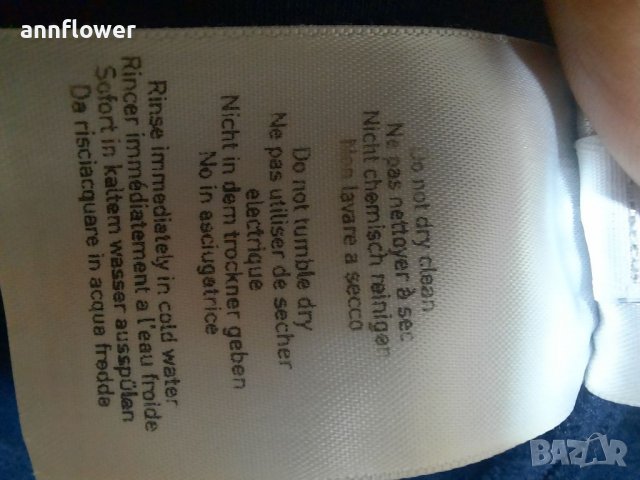 annflower
Do not dry clean
Ne pas nettoyer à sec
Nicht chemisch reinigen
Non lavare a secco
Do not tumble dry
Ne pas utiliser de secher
electrique
Nicht in dem trockner geben
No in asciugatrice
Rinse immediately in cold water
Rincer immédiatement a l'eau froide
Sofort in kaltem wasser ausspülan
Da risciacquare in acqua fredda
BAZAR